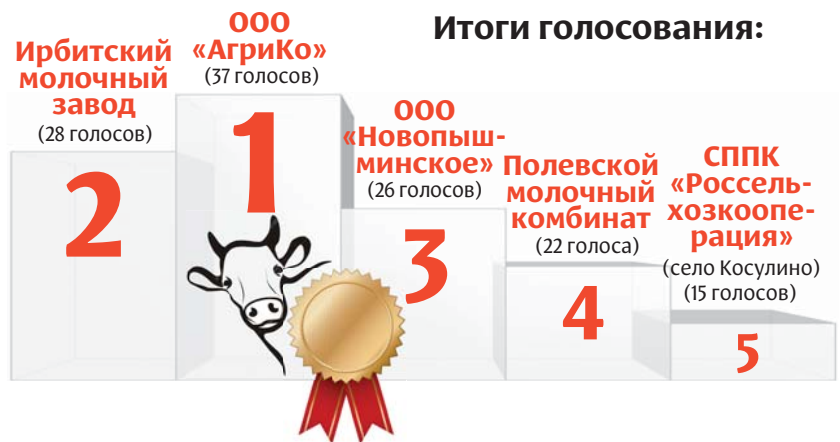 Итоги голосования:
Ирбитский
молочный
завод
(28 голосов)
2
ООО
«АгриКо»
(37 голосов)
1
ООО
«Новопыш-
минское»
(26 голосов)
3
Полевской
молочный
комбинат
(22 голоса)
4
СППК
«Россель-
хозкоопе-
рация»
(село Косулино)
(15 голосов)
5